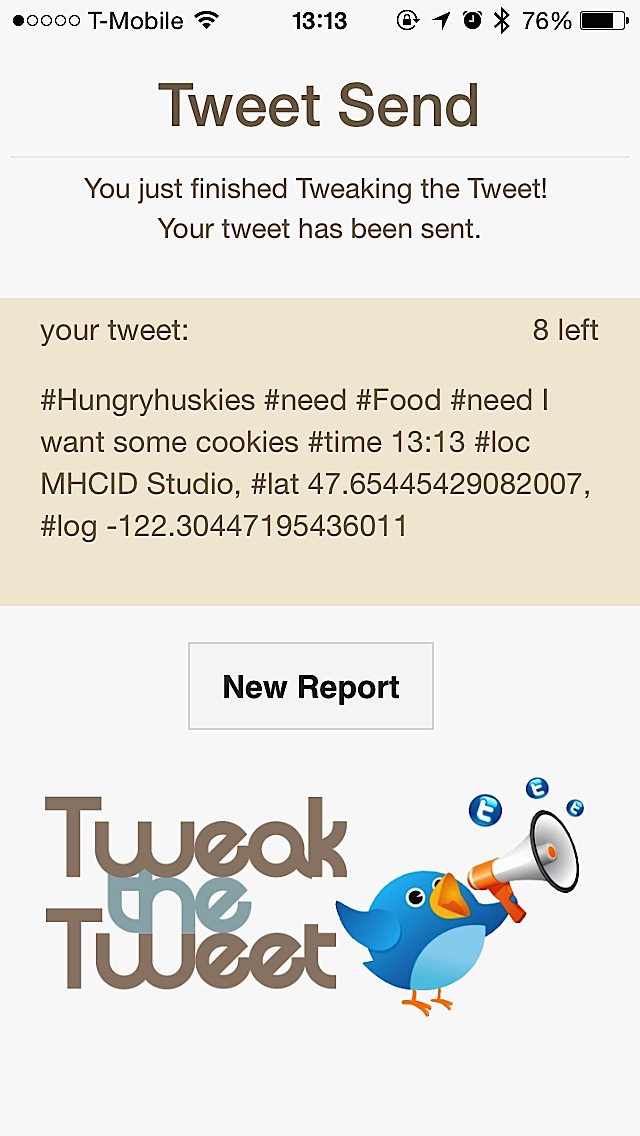 T-Mobile 13:13 76%
Tweet Send
You just finished Tweaking the Tweet!
Your tweet has been sent.
your tweet: 8 left
#Hungryhuskies #need #Food #need I
want some cookies #time 13:13 #loc
MHCID Studio, #lat 47.65445429082007,
#log -122.30447195436011
New Report
Tweak
the
Tweet